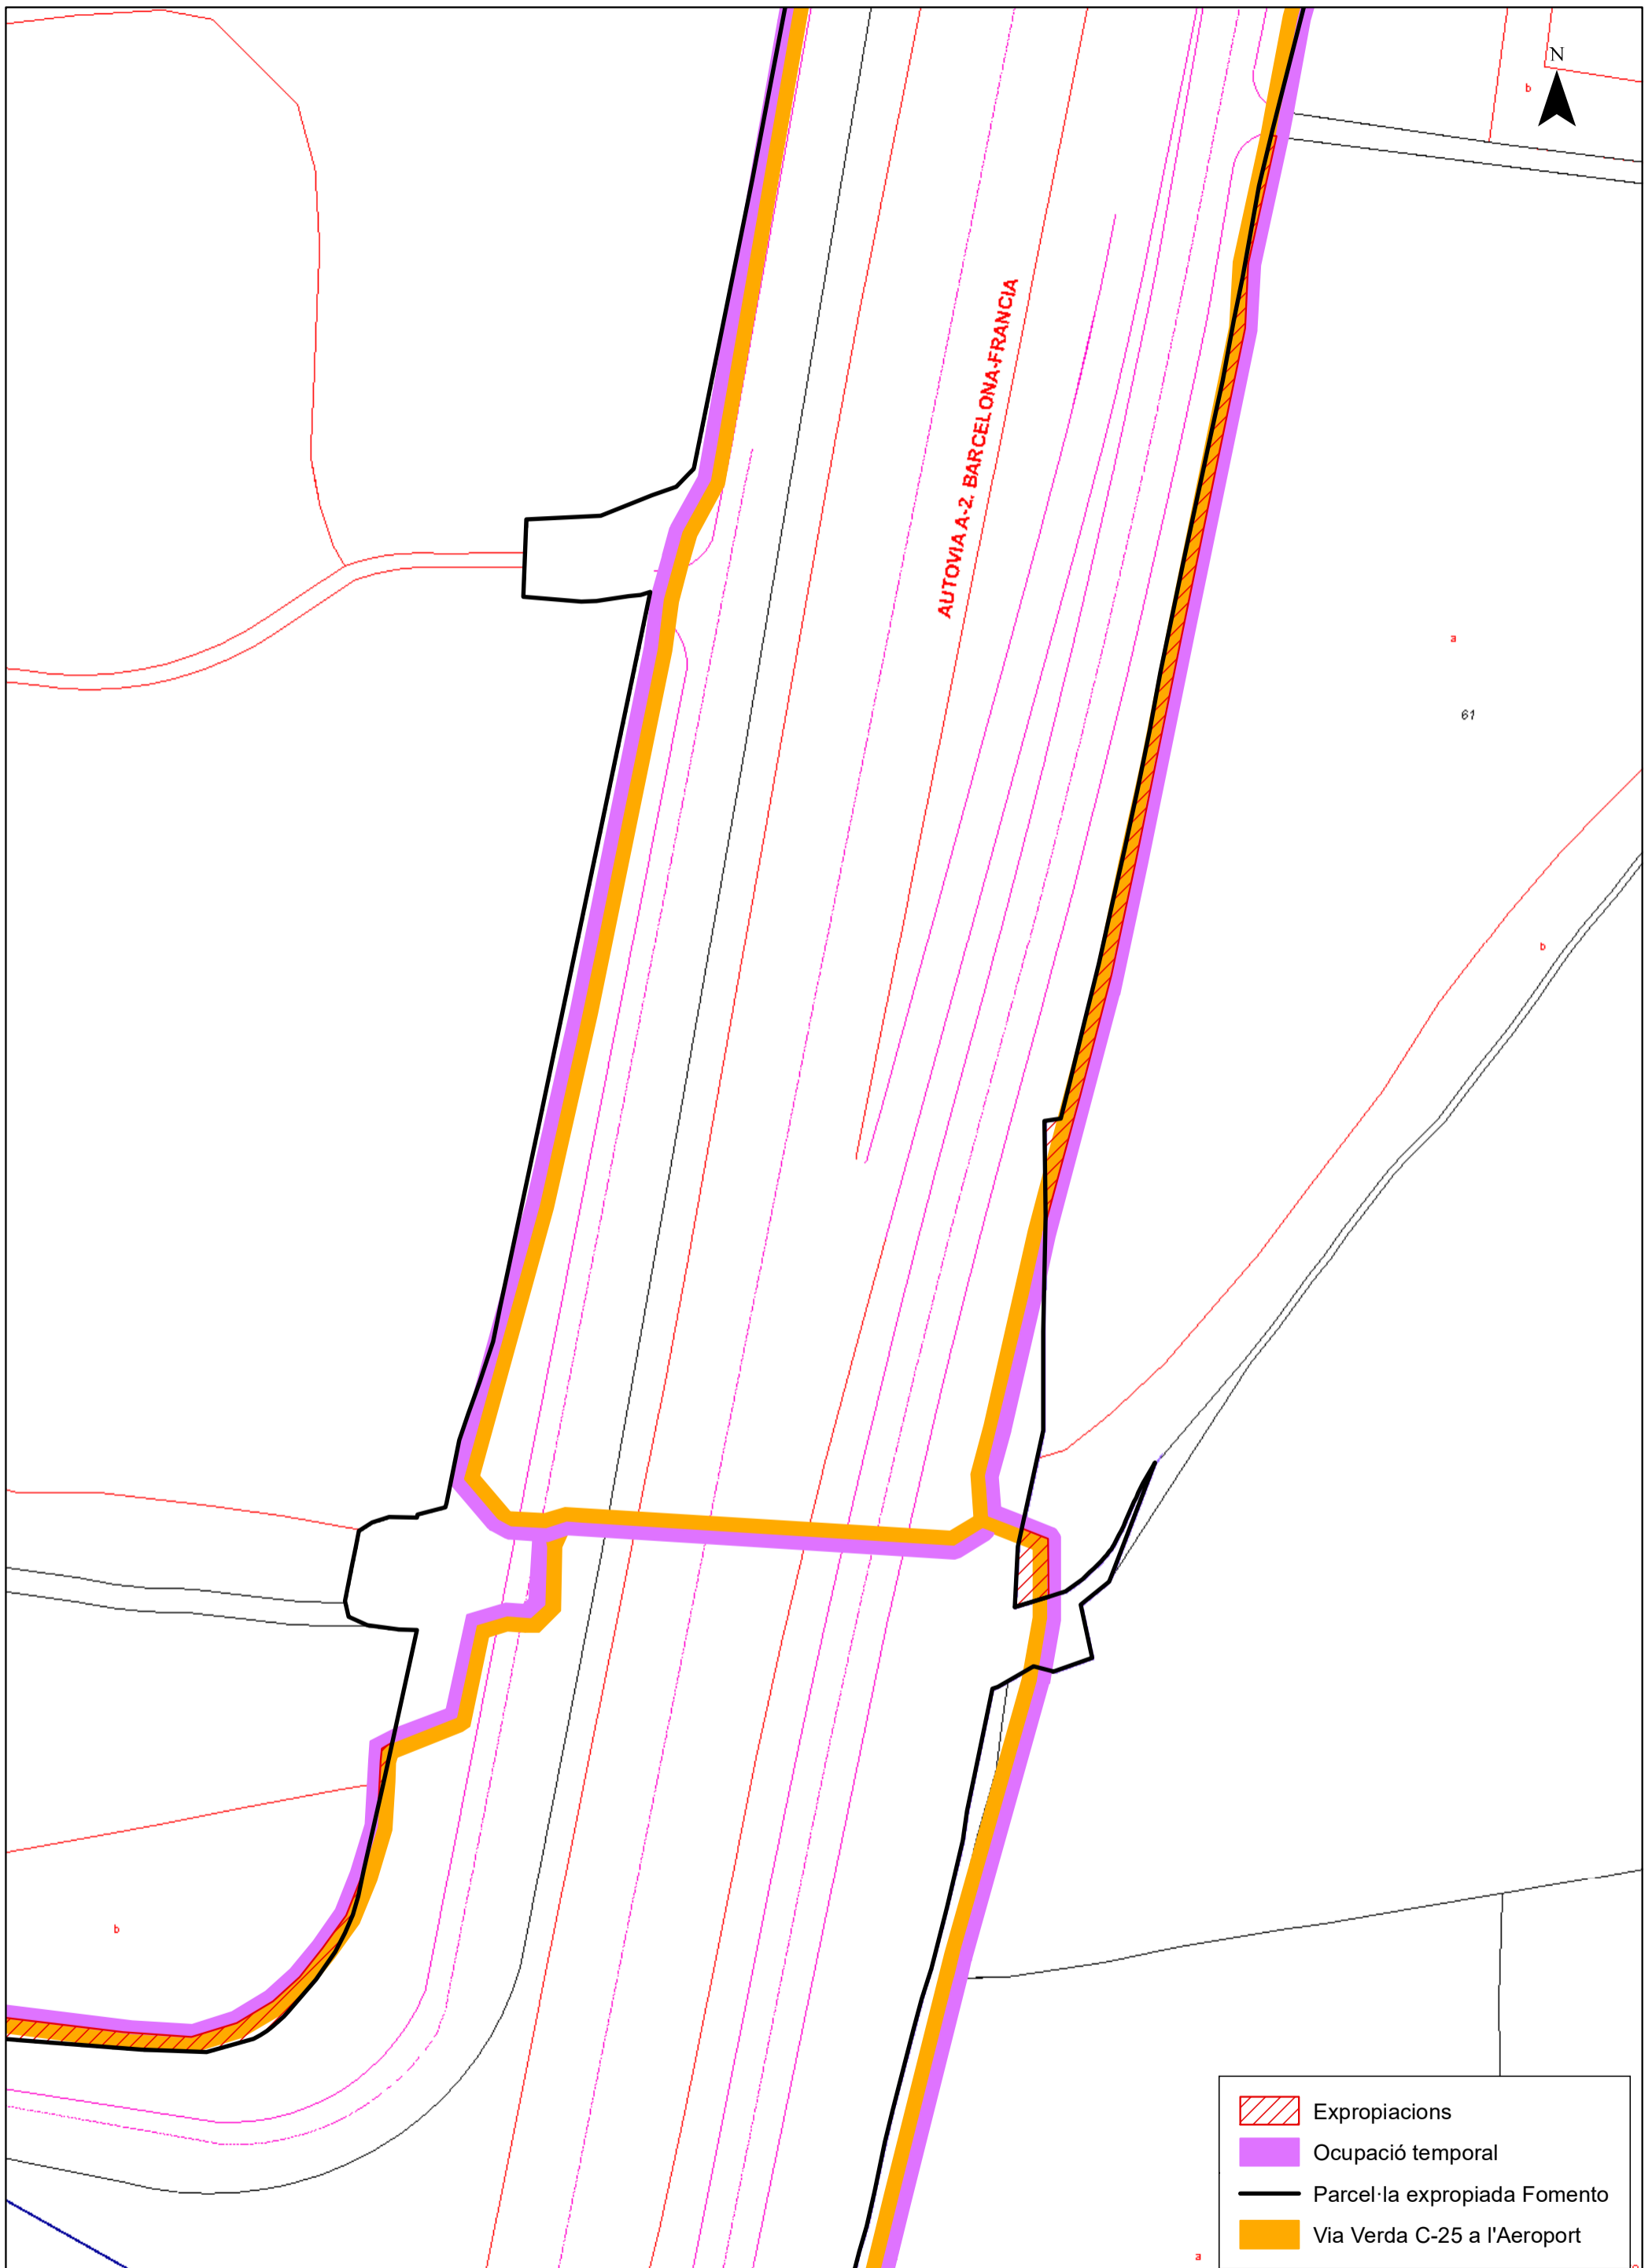 N
b
AUTOVIA A-2. BARCELONA-FRANCIA
a
61
b
b
Expropiacions
Ocupació temporal
Parcel·la expropiada Fomento
Via Verda C-25 a l'Aeroport
a